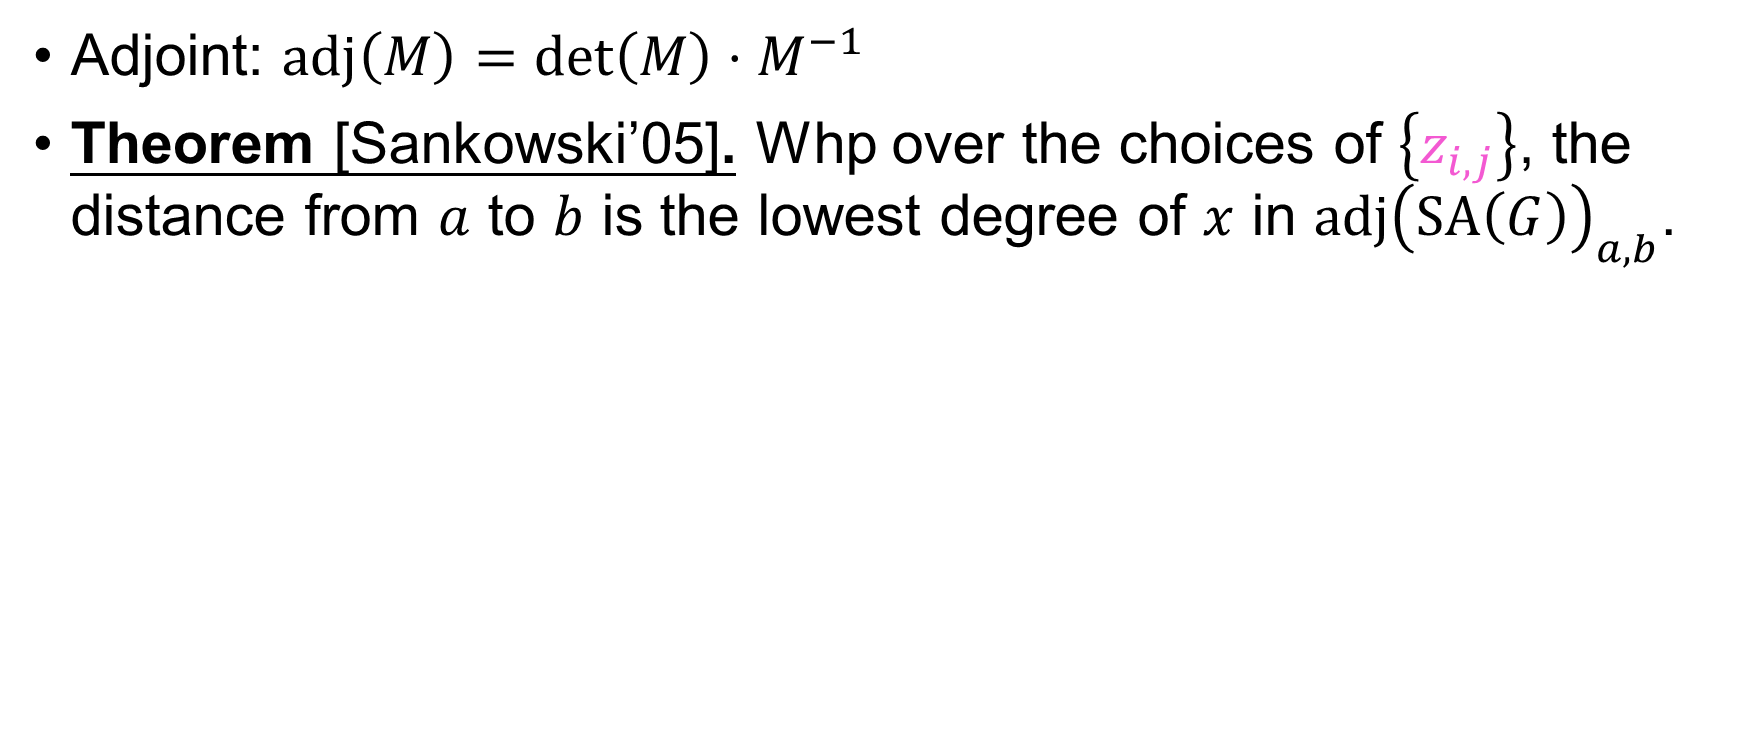 • Adjoint: adj(𝑀) = det(𝑀) · 𝑀⁻¹
• Theorem [Sankowski’05]. Whp over the choices of {𝑧_{𝑖,𝑗}}, the
distance from 𝑎 to 𝑏 is the lowest degree of 𝑥 in adj(SA(𝐺))_{𝑎,𝑏}.